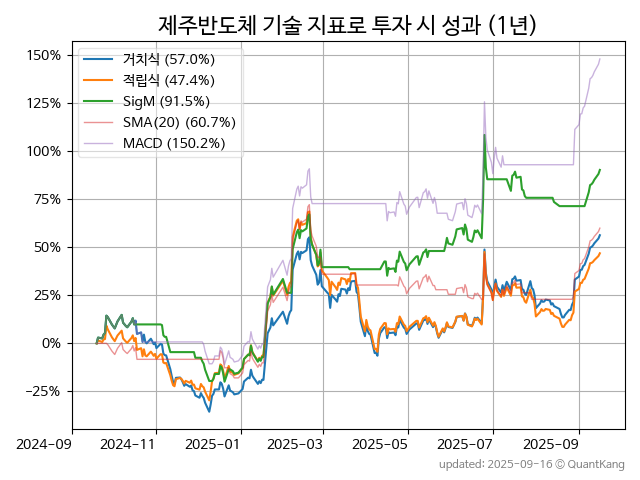 제주반도체 기술 지표로 투자 시 성과 (1년)
150%
125%
100%
75%
50%
25%
0%
−25%
거치식 (57.0%)
적립식 (47.4%)
SigM (91.5%)
SMA(20) (60.7%)
MACD (150.2%)
2024-09
2024-11
2025-01
2025-03
2025-05
2025-07
2025-09
updated: 2025-09-16 © QuantKang